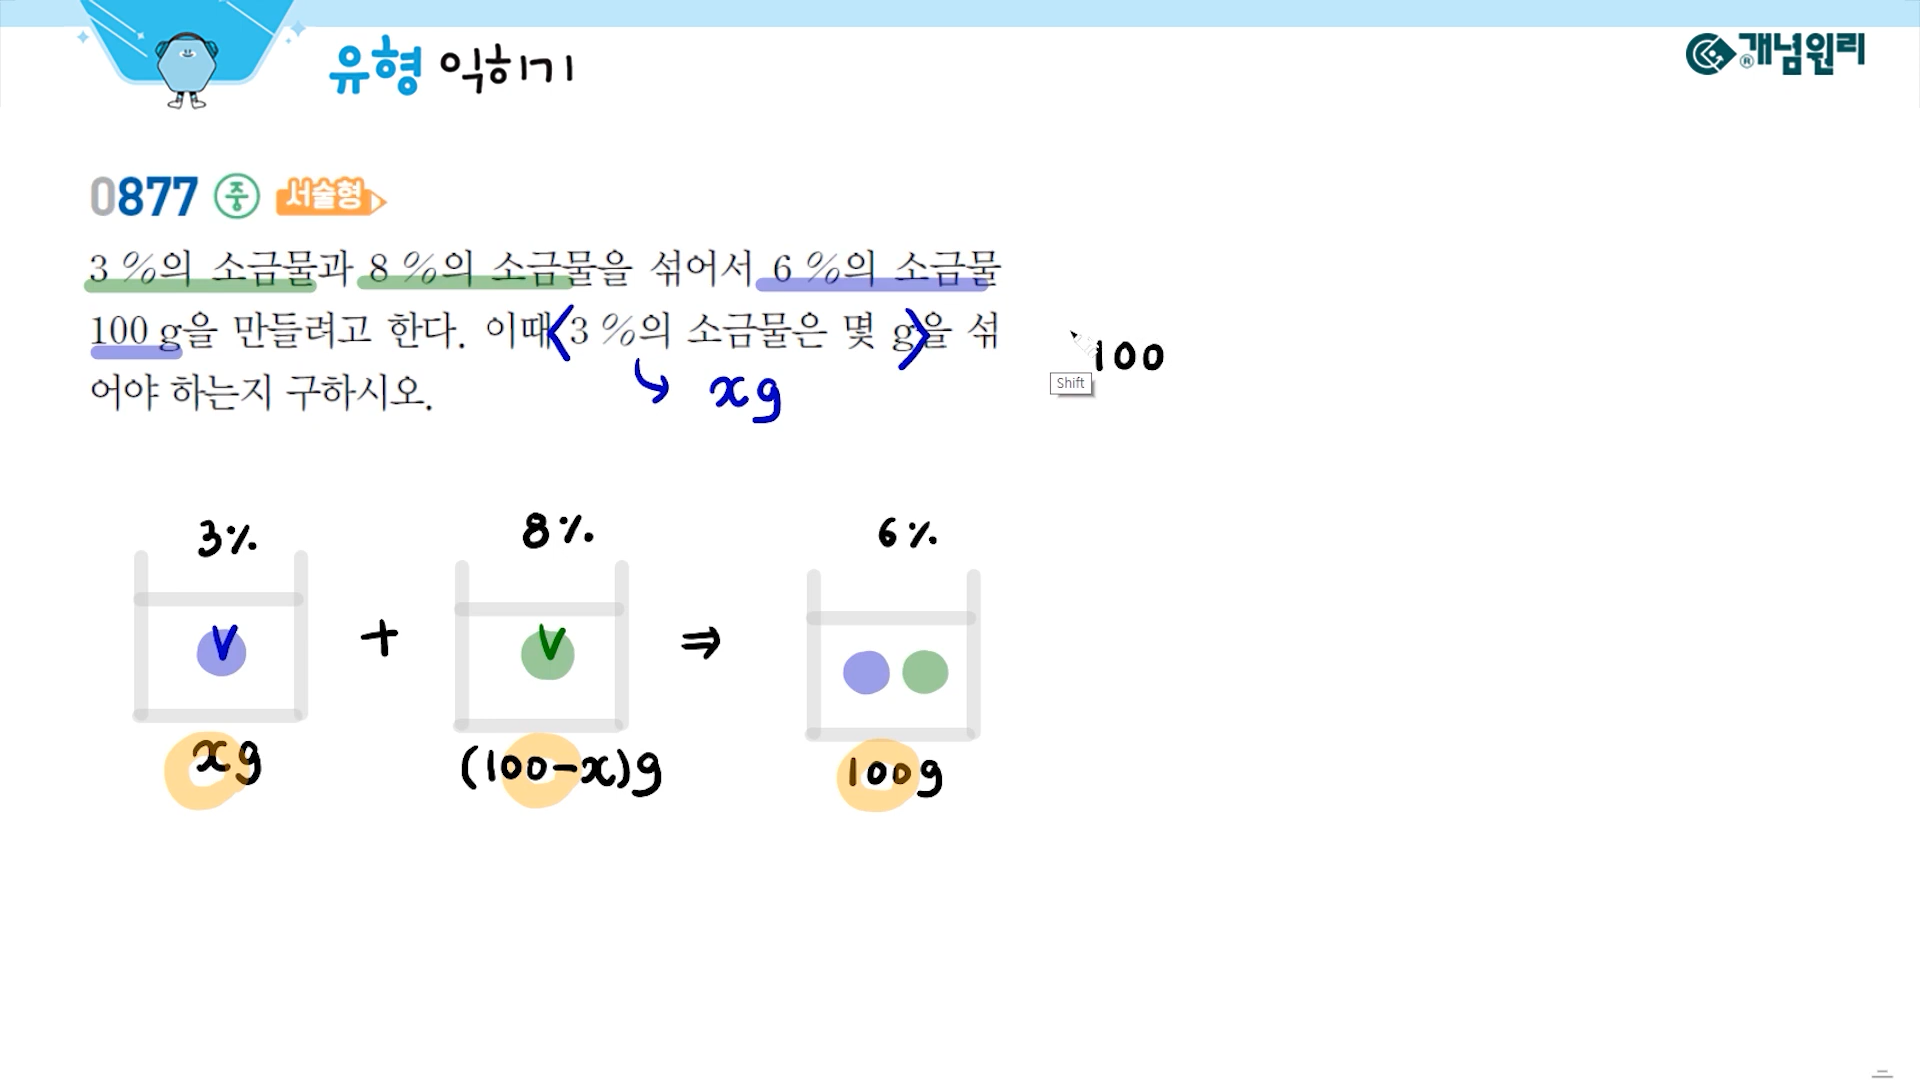 유형 익히기
개념원리®
0877 중 서술형
3 %의 소금물과 8 %의 소금물을 섞어서 6 %의 소금물
100 g을 만들려고 한다. 이때 3 %의 소금물은 몇 g을 섞
어야 하는지 구하시오.
x g
100
Shift
3% 8% 6%
+ ⇒
x g (100-x)g 100g